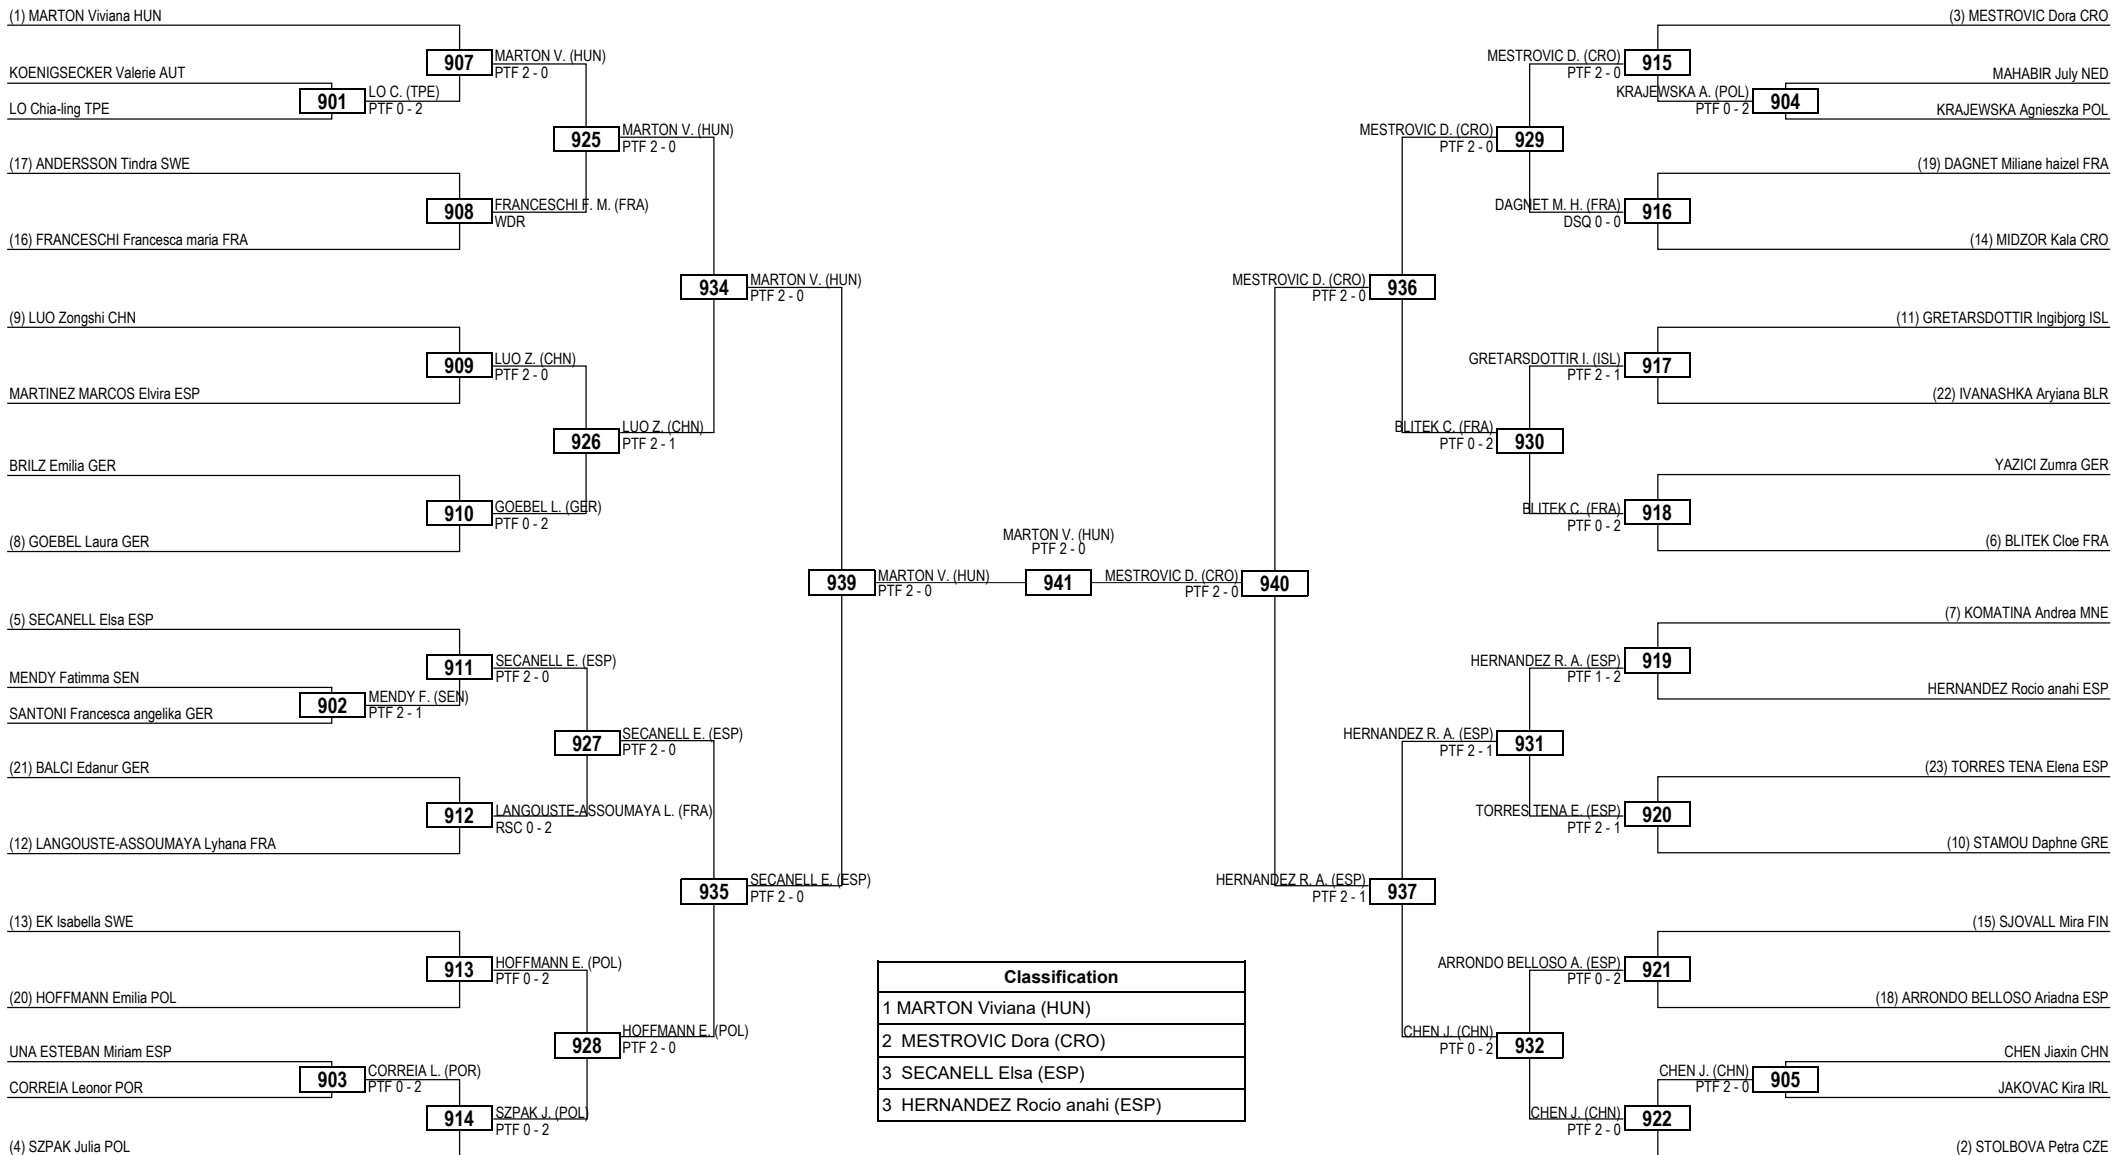 (1) MARTON Viviana HUN
KOENIGSECKER Valerie AUT
LO Chia-ling TPE
(17) ANDERSSON Tindra SWE
(16) FRANCESCHI Francesca maria FRA
(9) LUO Zongshi CHN
MARTINEZ MARCOS Elvira ESP
BRILZ Emilia GER
(8) GOEBEL Laura GER
(5) SECANELL Elsa ESP
MENDY Fatimma SEN
SANTONI Francesca angelika GER
(21) BALCI Edanur GER
(12) LANGOUSTE-ASSOUMAYA Lyhana FRA
(13) EK Isabella SWE
(20) HOFFMANN Emilia POL
UNA ESTEBAN Miriam ESP
CORREIA Leonor POR
(4) SZPAK Julia POL
901
LO C. (TPE)
PTF 0 - 2
902
MENDY F. (SEN)
PTF 2 - 1
903
CORREIA L. (POR)
PTF 0 - 2
907
MARTON V. (HUN)
PTF 2 - 0
908
FRANCESCHI F. M. (FRA)
WDR
909
LUO Z. (CHN)
PTF 2 - 0
910
GOEBEL L. (GER)
PTF 0 - 2
911
SECANELL E. (ESP)
PTF 2 - 0
912
LANGOUSTE-ASSOUMAYA L. (FRA)
RSC 0 - 2
913
HOFFMANN E. (POL)
PTF 0 - 2
914
SZPAK J. (POL)
PTF 0 - 2
925
MARTON V. (HUN)
PTF 2 - 0
926
LUO Z. (CHN)
PTF 2 - 1
927
SECANELL E. (ESP)
PTF 2 - 0
928
HOFFMANN E. (POL)
PTF 2 - 0
934
MARTON V. (HUN)
PTF 2 - 0
935
SECANELL E. (ESP)
PTF 2 - 0
939
MARTON V. (HUN)
PTF 2 - 0
MARTON V. (HUN)
PTF 2 - 0
941
MESTROVIC D. (CRO)
PTF 2 - 0
940
MESTROVIC D. (CRO)
PTF 2 - 0
936
HERNANDEZ R. A. (ESP)
PTF 2 - 1
937
MESTROVIC D. (CRO)
PTF 2 - 0
929
BLITEK C. (FRA)
PTF 0 - 2
930
HERNANDEZ R. A. (ESP)
PTF 2 - 1
931
CHEN J. (CHN)
PTF 0 - 2
932
MESTROVIC D. (CRO)
PTF 2 - 0
915
DAGNET M. H. (FRA)
DSQ 0 - 0
916
GRETARSDOTTIR I. (ISL)
PTF 2 - 1
917
BLITEK C. (FRA)
PTF 0 - 2
918
HERNANDEZ R. A. (ESP)
PTF 1 - 2
919
TORRES TENA E. (ESP)
PTF 2 - 1
920
ARRONDO BELLOSO A. (ESP)
PTF 0 - 2
921
CHEN J. (CHN)
PTF 2 - 0
922
KRAJEWSKA A. (POL)
PTF 0 - 2
904
CHEN J. (CHN)
PTF 2 - 0
905
(3) MESTROVIC Dora CRO
MAHABIR July NED
KRAJEWSKA Agnieszka POL
(19) DAGNET Miliane haizel FRA
(14) MIDZOR Kala CRO
(11) GRETARSDOTTIR Ingibjorg ISL
(22) IVANASHKA Aryiana BLR
YAZICI Zumra GER
(6) BLITEK Cloe FRA
(7) KOMATINA Andrea MNE
HERNANDEZ Rocio anahi ESP
(23) TORRES TENA Elena ESP
(10) STAMOU Daphne GRE
(15) SJOVALL Mira FIN
(18) ARRONDO BELLOSO Ariadna ESP
CHEN Jiaxin CHN
JAKOVAC Kira IRL
(2) STOLBOVA Petra CZE
Classification
1 MARTON Viviana (HUN)
2 MESTROVIC Dora (CRO)
3 SECANELL Elsa (ESP)
3 HERNANDEZ Rocio anahi (ESP)